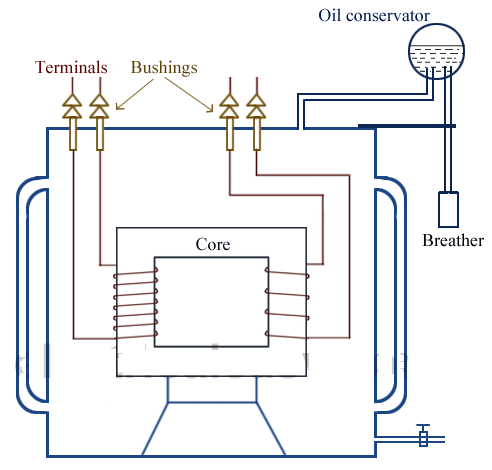 Oil conservator
Terminals
Bushings
Core
Breather